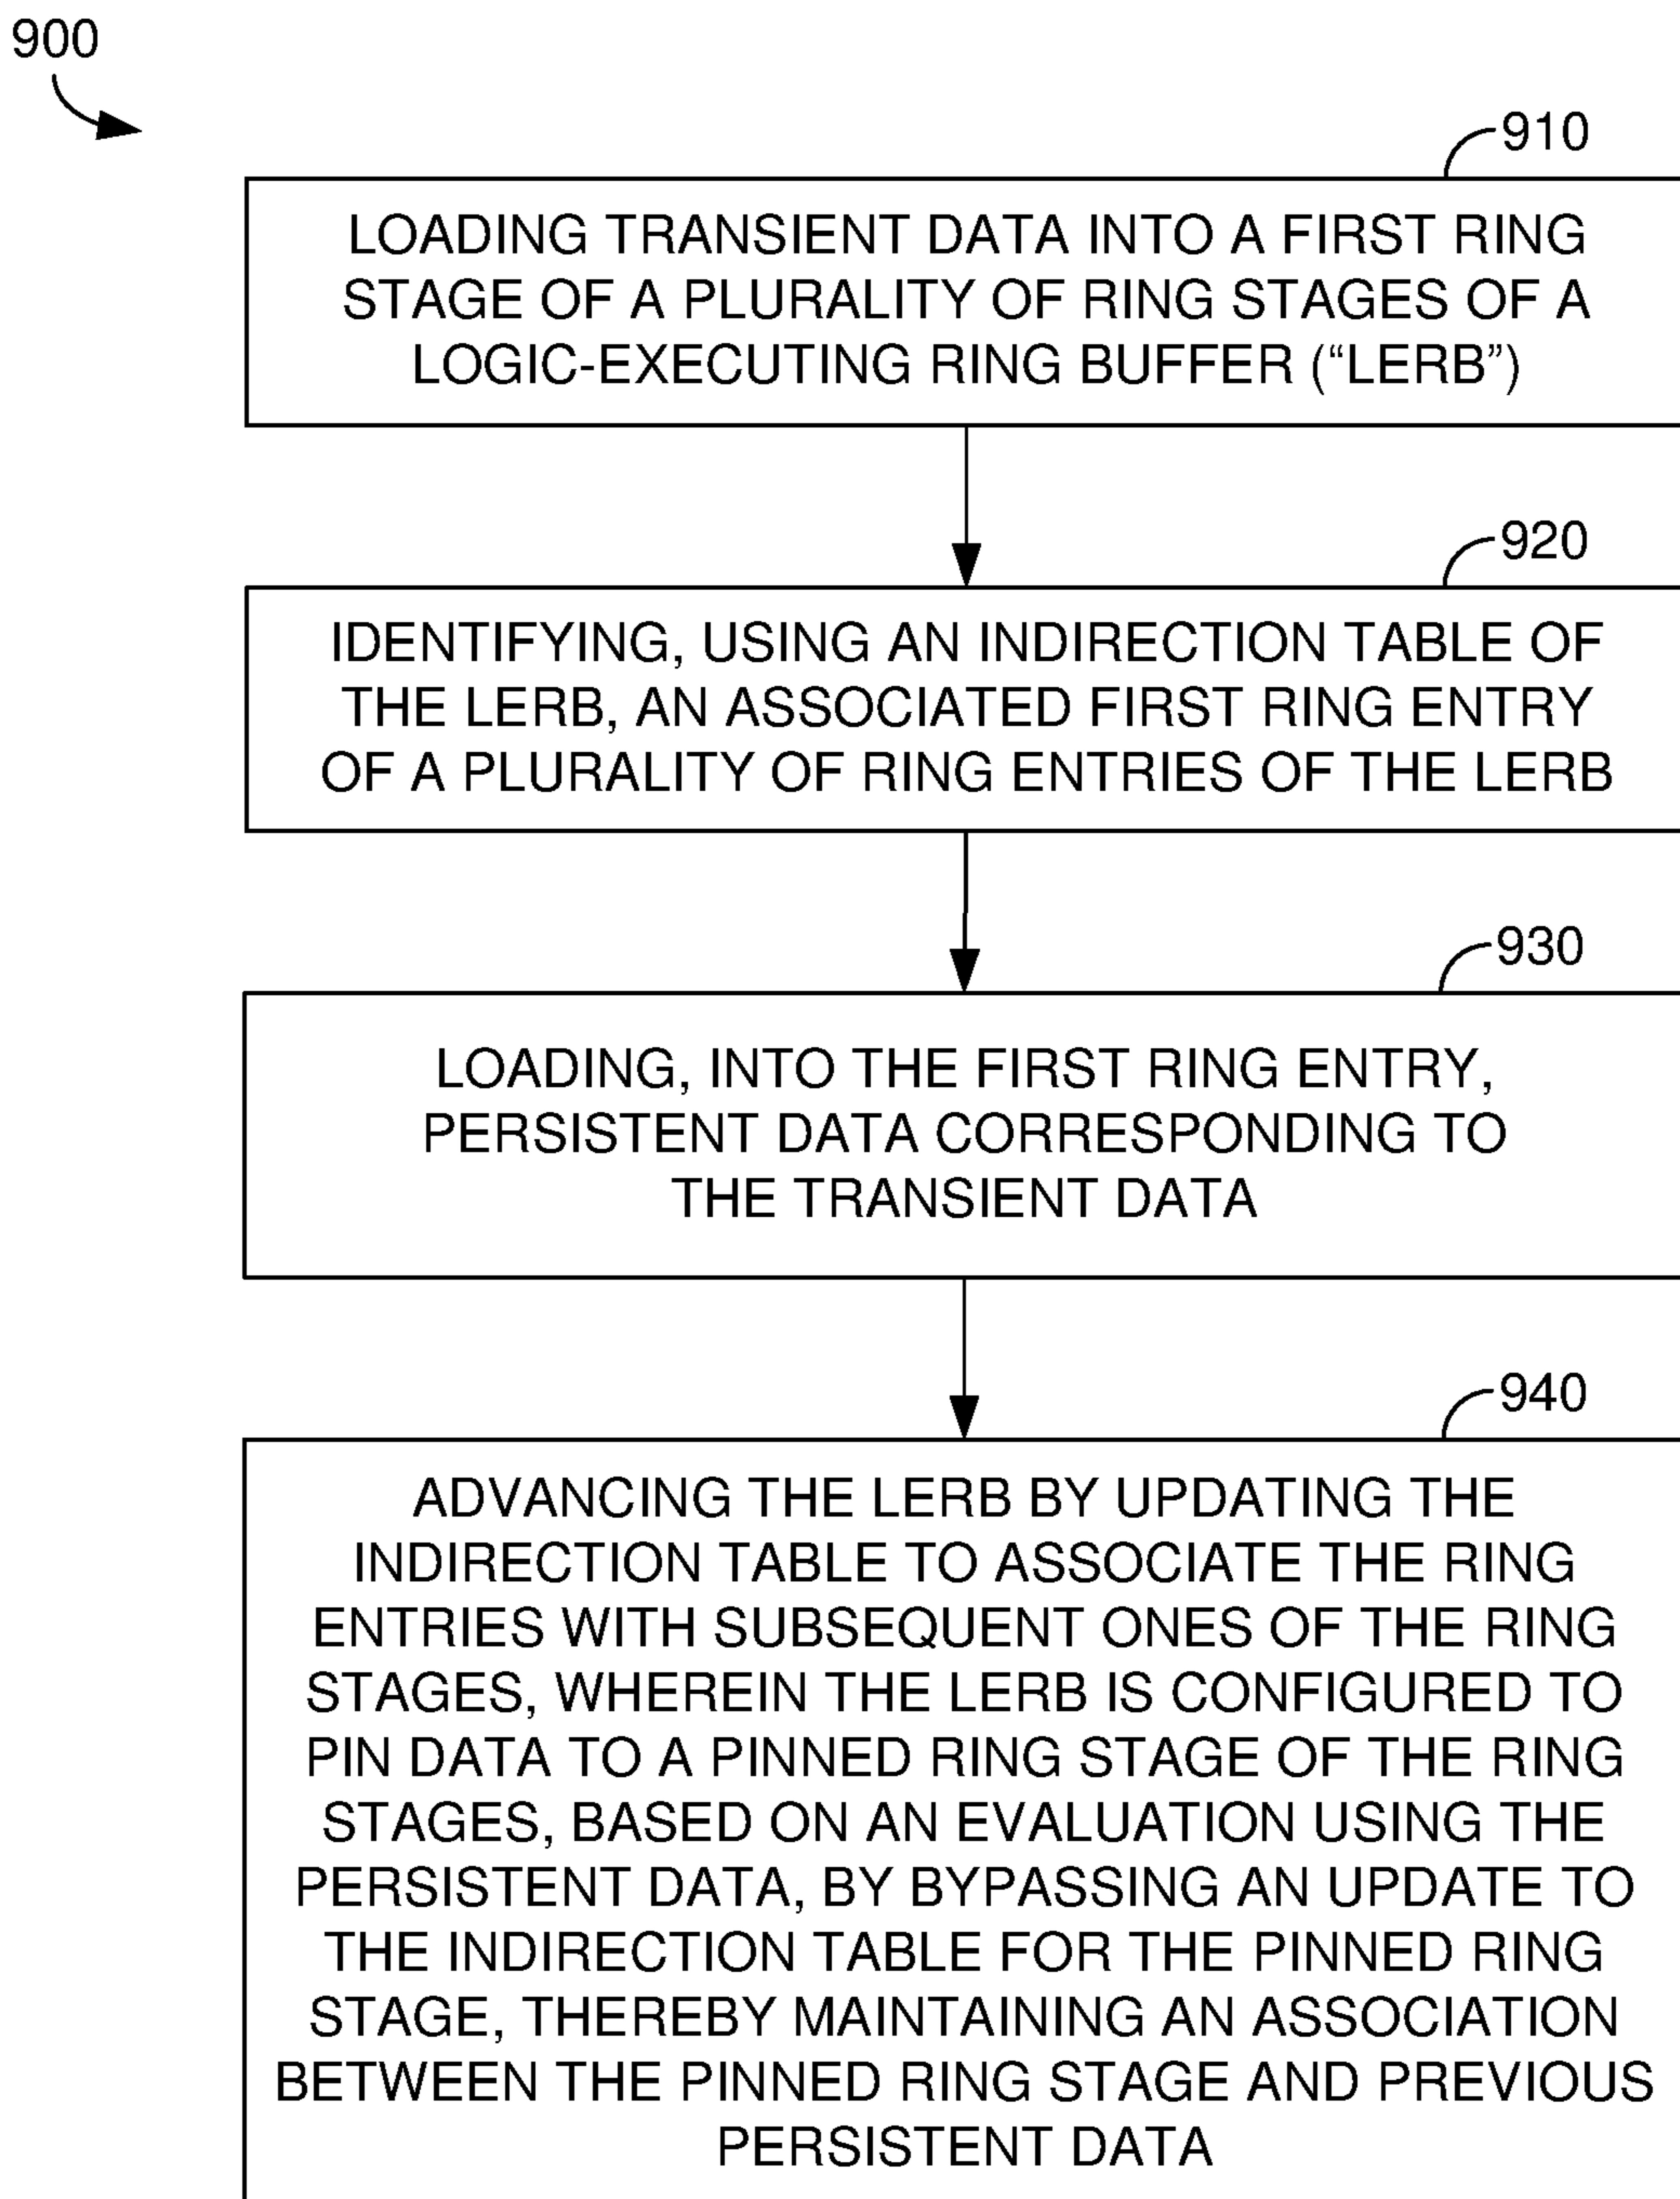 900
910
LOADING TRANSIENT DATA INTO A FIRST RING
STAGE OF A PLURALITY OF RING STAGES OF A
LOGIC-EXECUTING RING BUFFER (“LERB”)
920
IDENTIFYING, USING AN INDIRECTION TABLE OF
THE LERB, AN ASSOCIATED FIRST RING ENTRY
OF A PLURALITY OF RING ENTRIES OF THE LERB
930
LOADING, INTO THE FIRST RING ENTRY,
PERSISTENT DATA CORRESPONDING TO
THE TRANSIENT DATA
940
ADVANCING THE LERB BY UPDATING THE
INDIRECTION TABLE TO ASSOCIATE THE RING
ENTRIES WITH SUBSEQUENT ONES OF THE RING
STAGES, WHEREIN THE LERB IS CONFIGURED TO
PIN DATA TO A PINNED RING STAGE OF THE RING
STAGES, BASED ON AN EVALUATION USING THE
PERSISTENT DATA, BY BYPASSING AN UPDATE TO
THE INDIRECTION TABLE FOR THE PINNED RING
STAGE, THEREBY MAINTAINING AN ASSOCIATION
BETWEEN THE PINNED RING STAGE AND PREVIOUS
PERSISTENT DATA